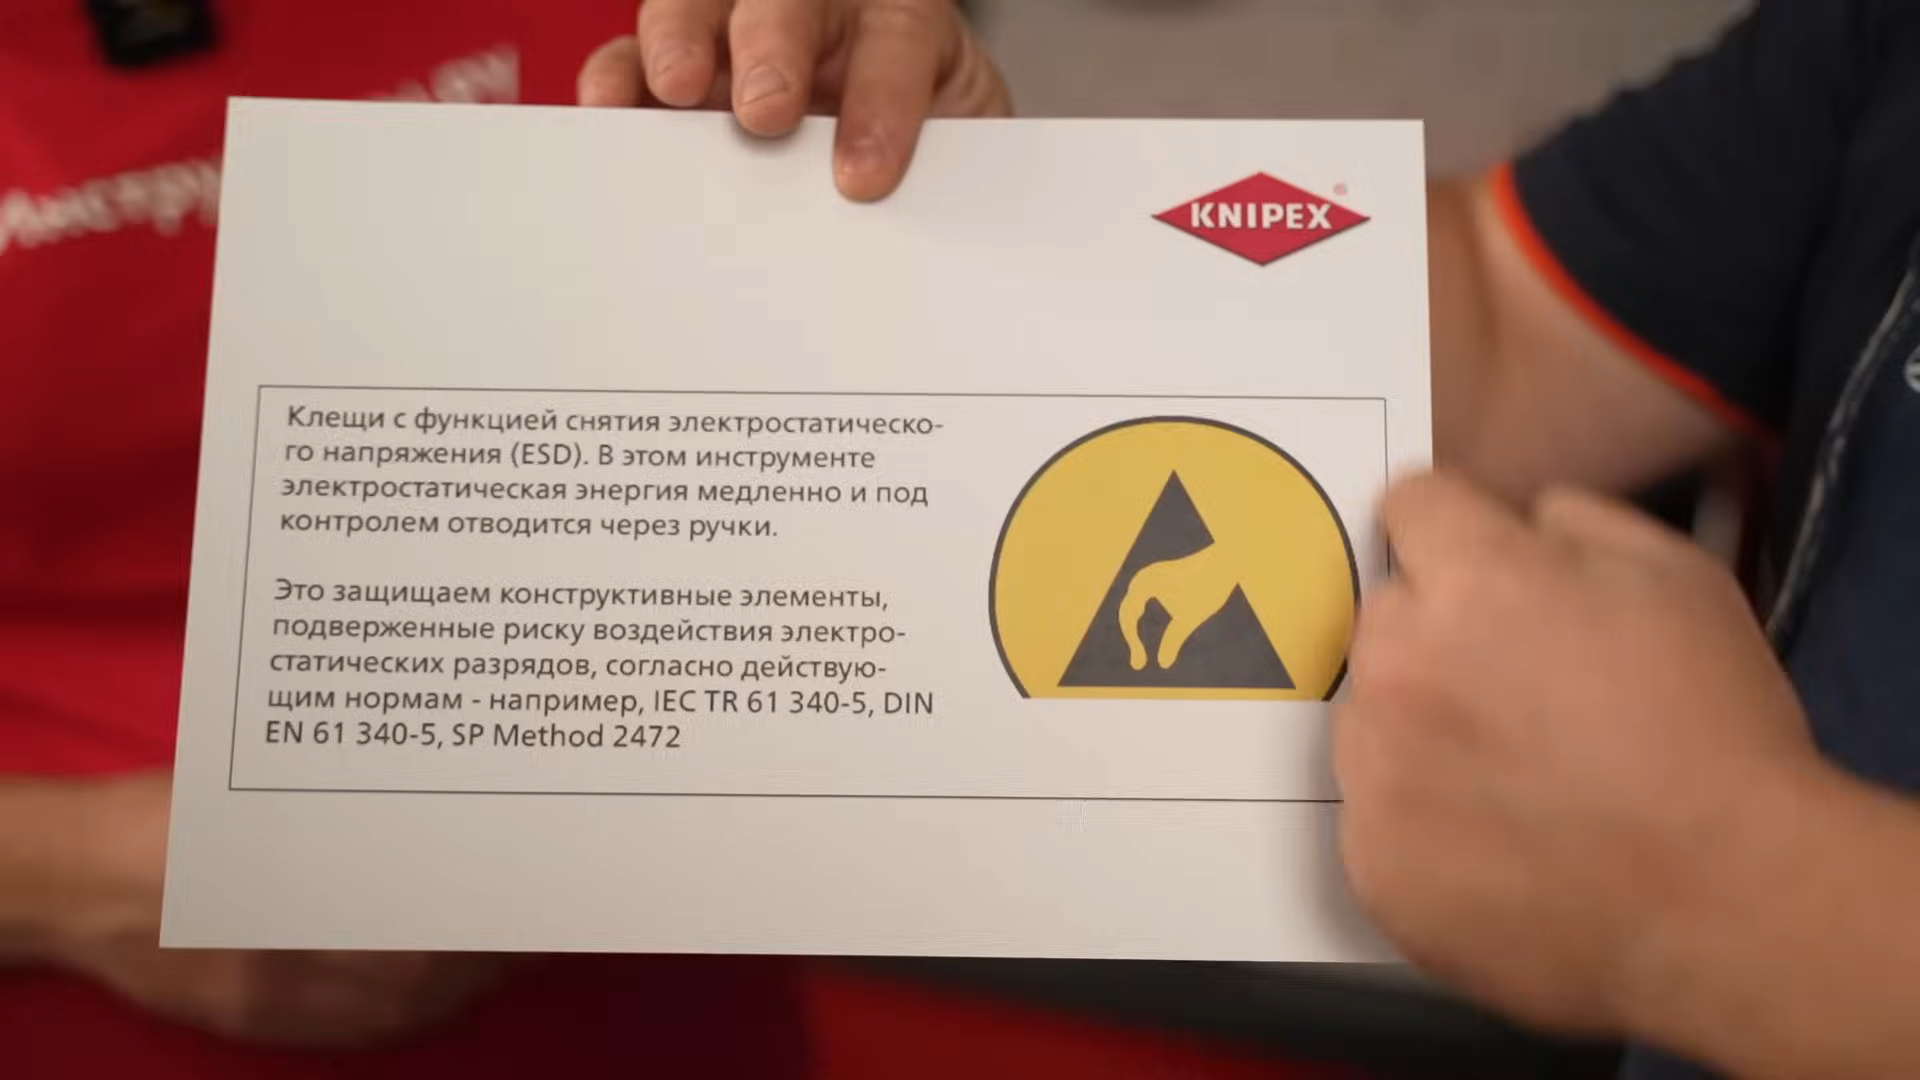 KNIPEX
Клещи с функцией снятия электростатическо-
го напряжения (ESD). В этом инструменте
электростатическая энергия медленно и под
контролем отводится через ручки.
Это защищаем конструктивные элементы,
подверженные риску воздействия электро-
статических разрядов, согласно действую-
щим нормам - например, IEC TR 61 340-5, DIN
EN 61 340-5, SP Method 2472